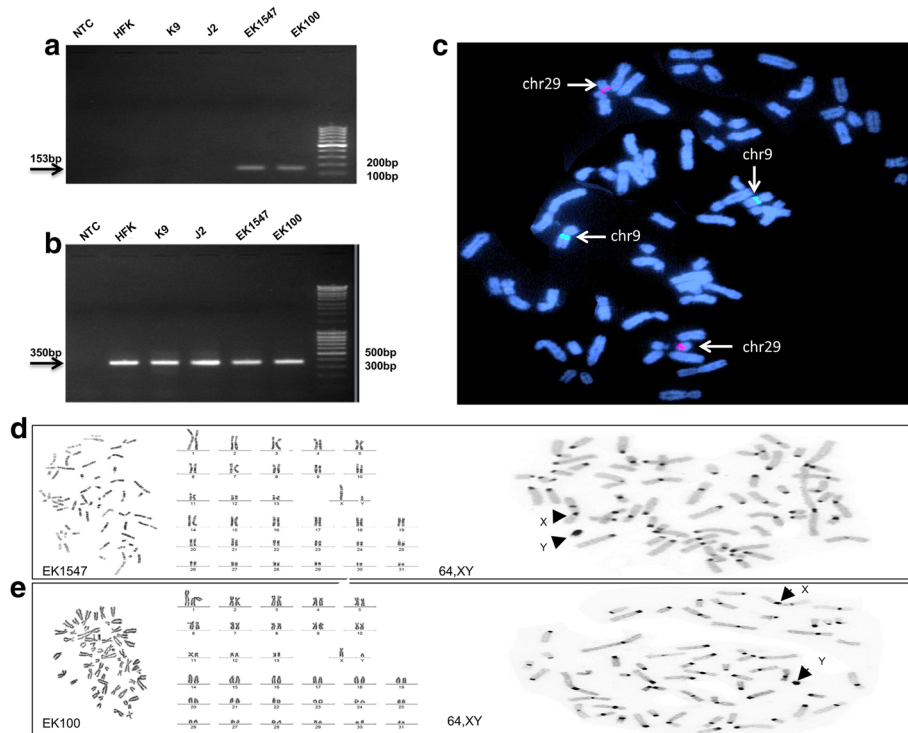 a
NTC HFK K9 J2 EK1547 EK100
153bp
200bp
100bp
b
NTC HFK K9 J2 EK1547 EK100
350bp
500bp
300bp
c
chr29
chr9
chr9
chr29
d
1 2 3 4 5
6 7 8 9 10
11 12 13 X Y
14 15 16 17 18 19
20 21 22 23 24 25
26 27 28 29 30 31
EK1547
64,XY
X
Y
e
1 2 3 4 5
6 7 8 9 10
11 12 13 X Y
14 15 16 17 18 19
20 21 22 23 24 25
26 27 28 29 30 31
EK100
64,XY
X
Y